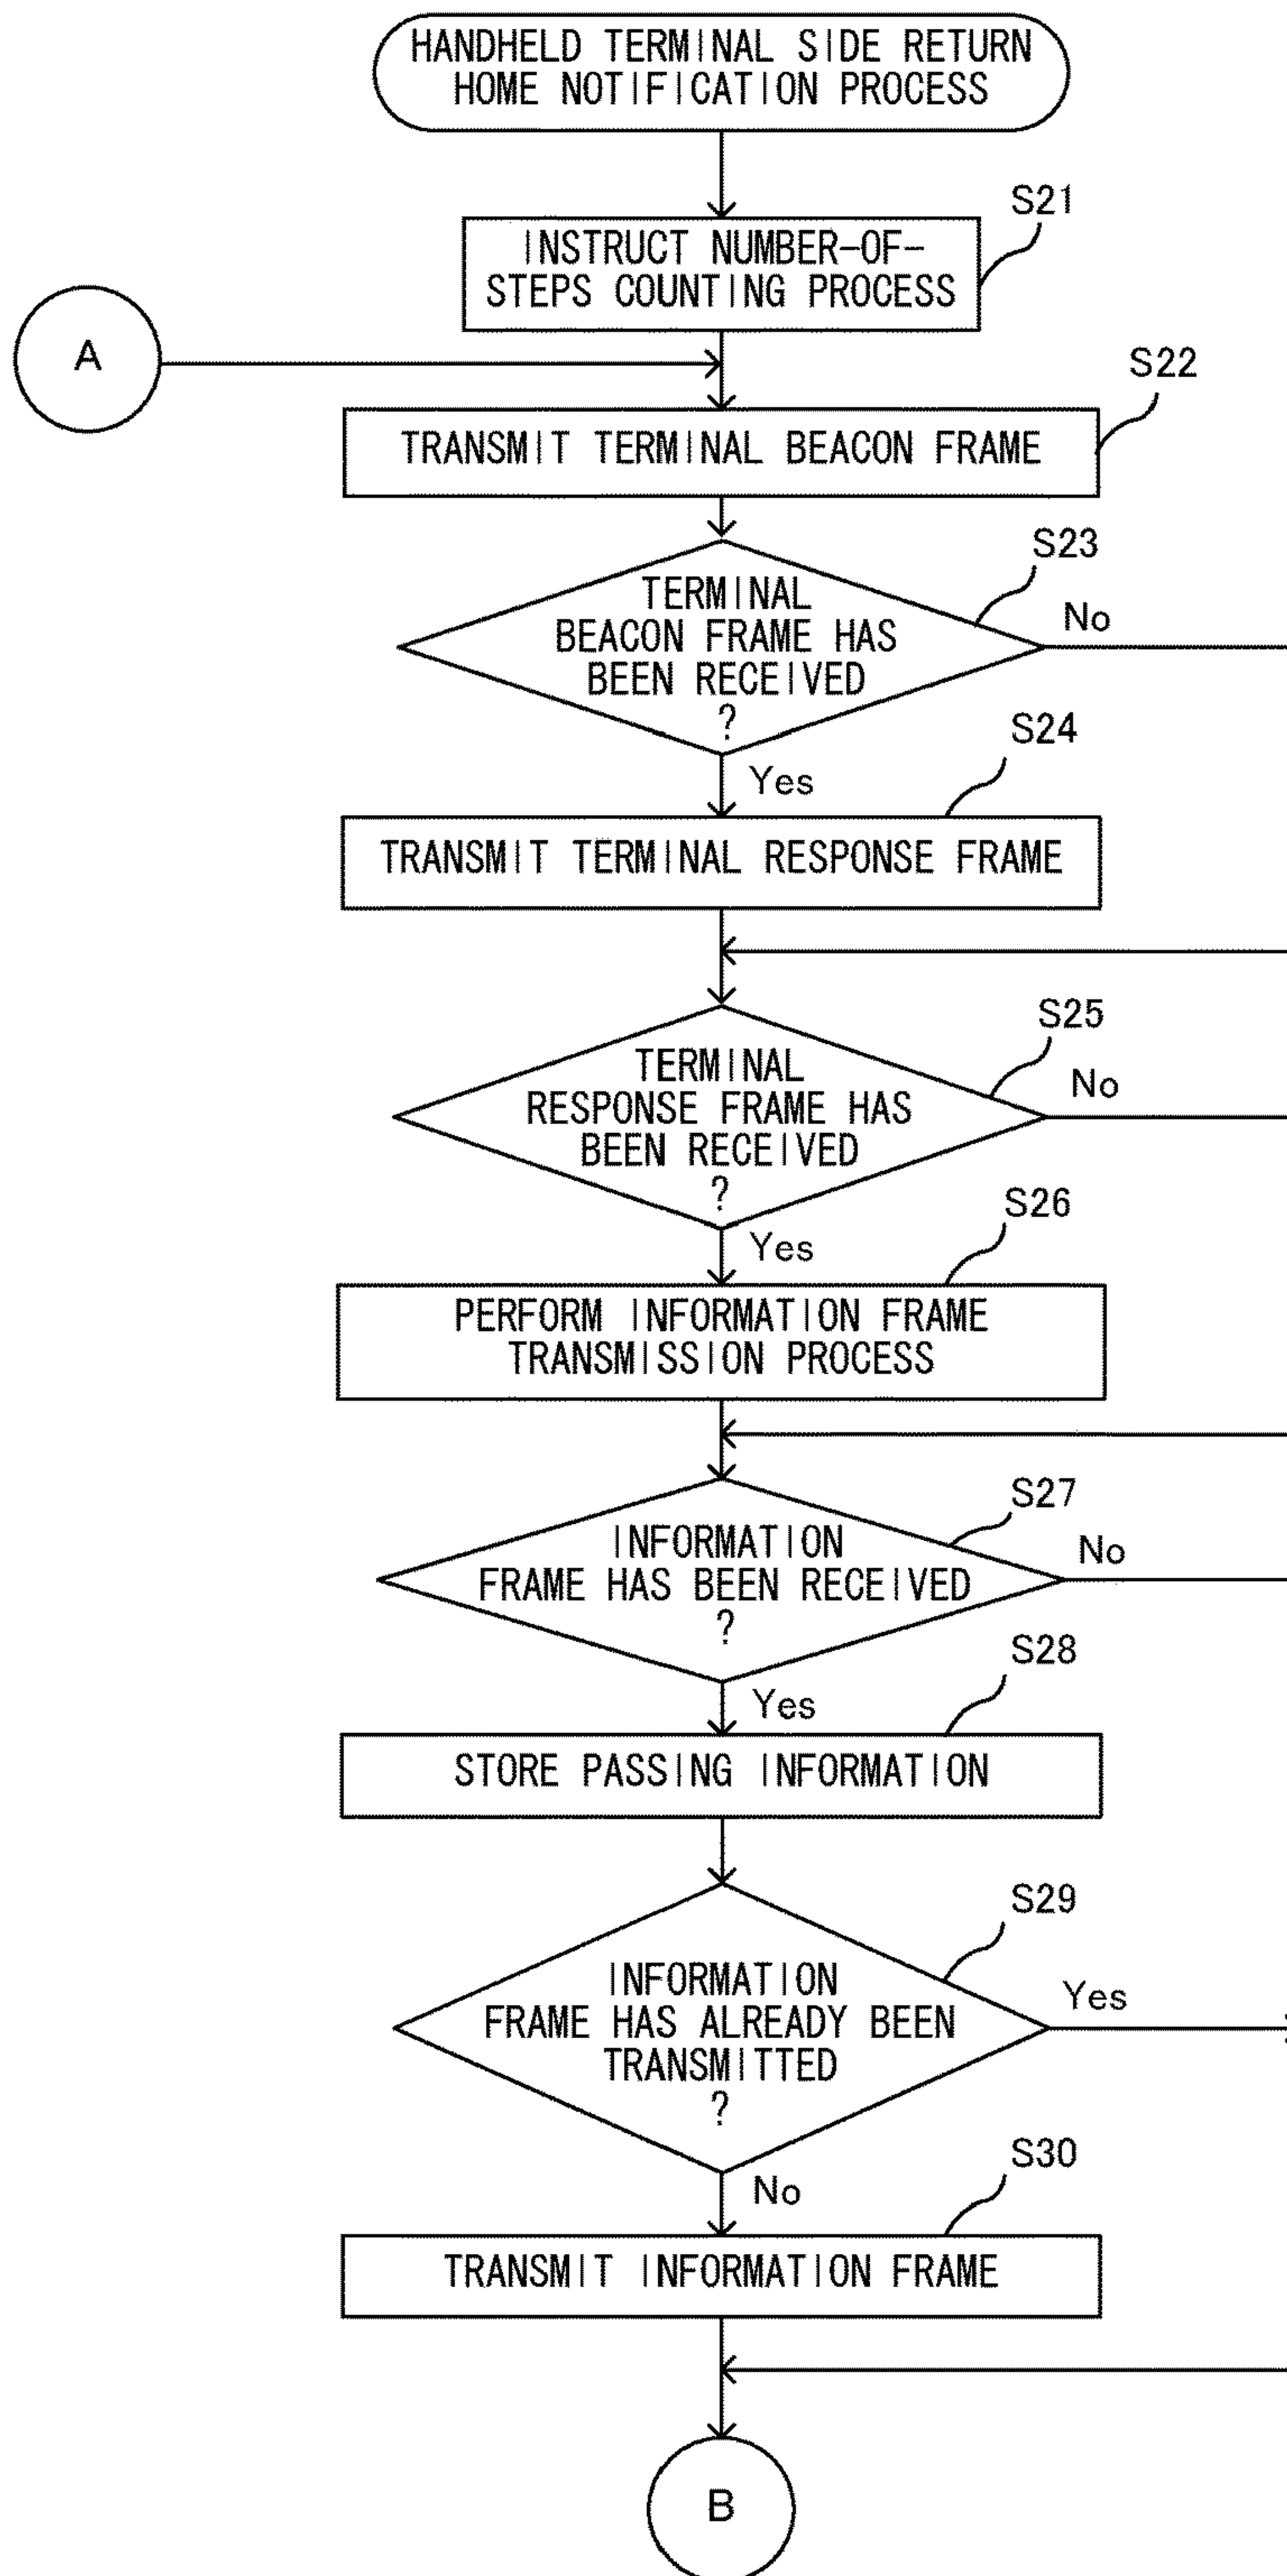 HANDHELD TERMINAL SIDE RETURN
HOME NOTIFICATION PROCESS
S21
INSTRUCT NUMBER-OF-
STEPS COUNTING PROCESS
A
S22
TRANSMIT TERMINAL BEACON FRAME
S23
TERMINAL
BEACON FRAME HAS
BEEN RECEIVED
?
No
Yes
S24
TRANSMIT TERMINAL RESPONSE FRAME
S25
TERMINAL
RESPONSE FRAME HAS
BEEN RECEIVED
?
No
Yes
S26
PERFORM INFORMATION FRAME
TRANSMISSION PROCESS
S27
INFORMATION
FRAME HAS BEEN RECEIVED
?
No
Yes
S28
STORE PASSING INFORMATION
S29
INFORMATION
FRAME HAS ALREADY BEEN
TRANSMITTED
?
Yes
No
S30
TRANSMIT INFORMATION FRAME
B